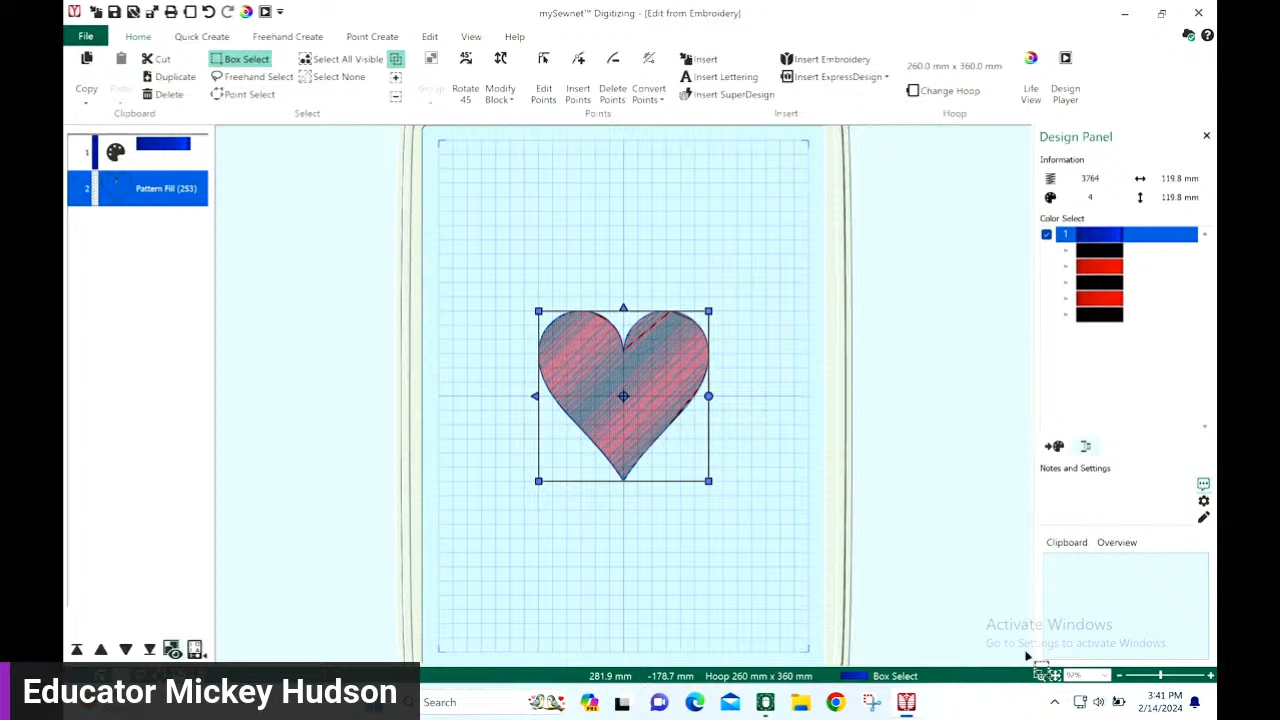 mySewnet™ Digitizing - [Edit from Embroidery]
File Home Quick Create Freehand Create Point Create Edit View Help
Copy
Paste
Cut
Duplicate
Delete
Clipboard
Box Select
Freehand Select
Point Select
Select All Visible
Select None
Select
Group
Rotate
45
Modify
Block
Edit
Points
Insert
Points
Delete
Points
Convert
Points
Points
Insert
Insert Lettering
Insert SuperDesign
Insert Embroidery
Insert ExpressDesign
Insert
260.0 mm x 360.0 mm
Change Hoop
Hoop
Life
View
Design
Player
1
2 Pattern Fill (253)
Design Panel
Information
3764 119.8 mm
4 119.8 mm
Color Select
1
Notes and Settings
Clipboard Overview
Activate Windows
Go to Settings to activate Windows.
281.9 mm -178.7 mm Hoop 260 mm x 360 mm Box Select 92%
Educator Mickey Hudson
Search
3:41 PM
2/14/2024